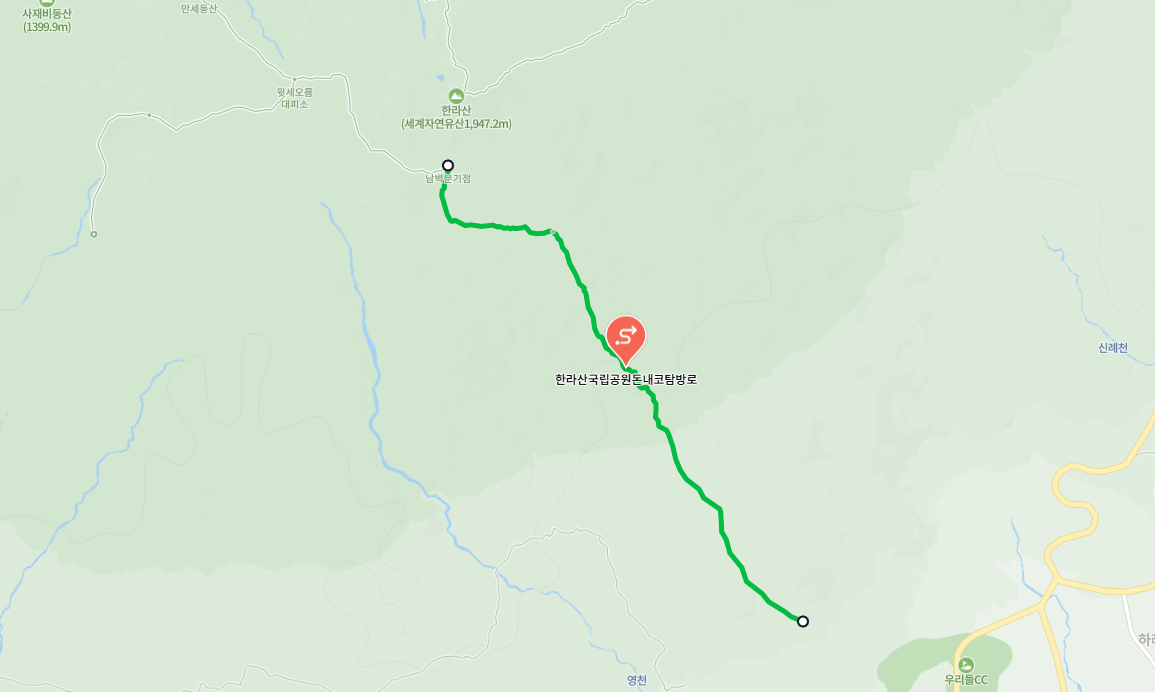 만세동산
사재비동산
(1399.9m)
윗세오름
대피소
한라산
(세계자연유산1,947.2m)
남벽분기점
신례천
한라산국립공원돈내코탐방로
하례
영천
우리들CC